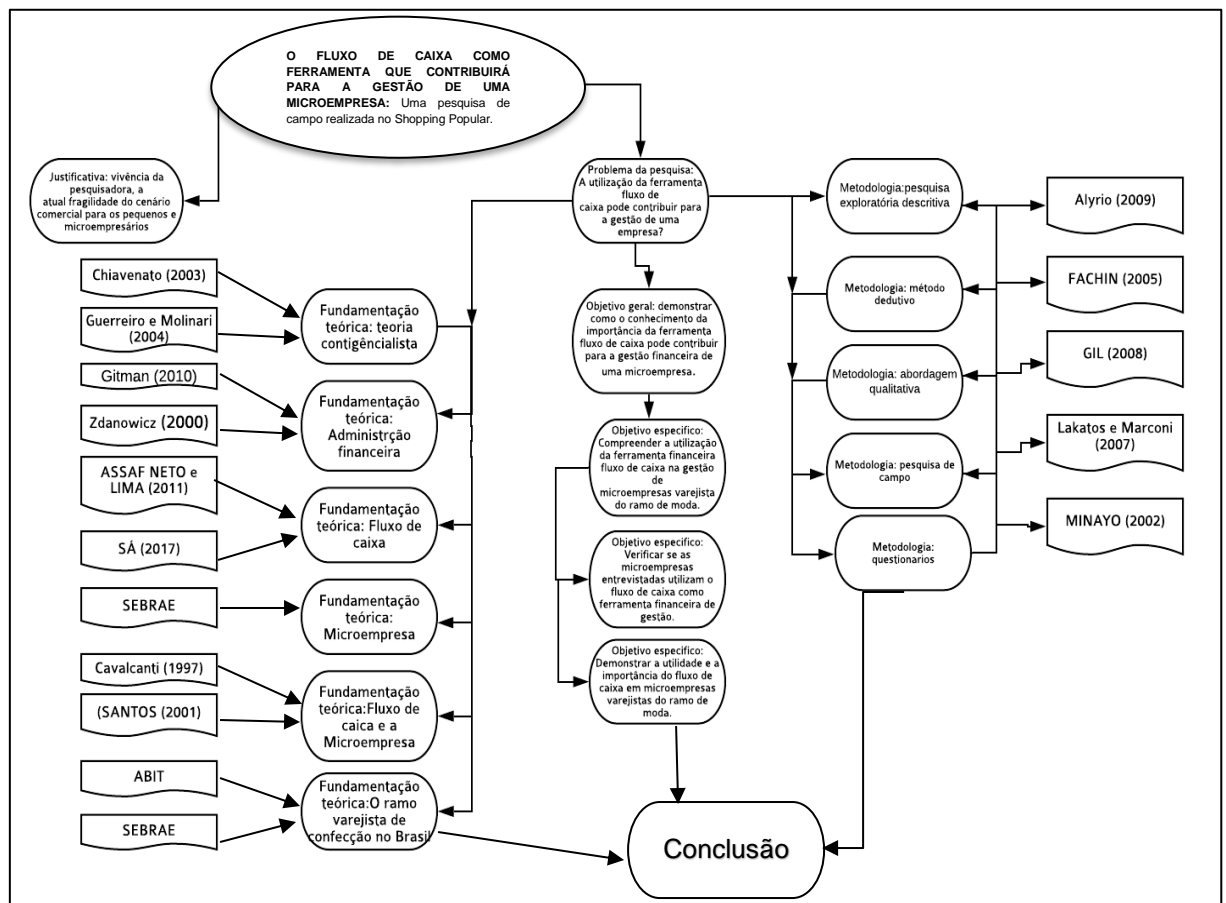 O FLUXO DE CAIXA COMO
FERRAMENTA QUE CONTRIBUIRÁ
PARA A GESTÃO DE UMA
MICROEMPRESA: Uma pesquisa de
campo realizada no Shopping Popular.
Justificativa: vivência da
pesquisadora, a
atual fragilidade do cenário
comercial para os pequenos e
microempresários
Chiavenato (2003)
Guerreiro e Molinari
(2004)
Gitman (2010)
Zdanowicz (2000)
ASSAF NETO e
LIMA (2011)
SÁ (2017)
SEBRAE
Cavalcanti (1997)
(SANTOS (2001)
ABIT
SEBRAE
Fundamentação
teórica: teoria
contigêncialista
Fundamentação
teórica:
Administrção
financeira
Fundamentação
teórica: Fluxo de
caixa
Fundamentação
teórica:
Microempresa
Fundamentação
teórica:Fluxo de
caica e a
Microempresa
Fundamentação
teórica:O ramo
varejista de
confecção no Brasil
Problema da pesquisa:
A utilização da ferramenta
fluxo de
caixa pode contribuir para
a gestão de uma
empresa?
Objetivo geral: demonstrar
como o conhecimento da
importância da ferramenta
fluxo de caixa pode contribuir
para a gestão financeira de
uma microempresa.
Objetivo especifico:
Compreender a utilização
da ferramenta financeira
fluxo de caixa na gestão
de
microempresas varejista
do ramo de moda.
Objetivo especifico:
Verificar se as
microempresas
entrevistadas utilizam o
fluxo de caixa como
ferramenta financeira de
gestão.
Objetivo especifico:
Demonstrar a utilidade e a
importância do fluxo de
caixa em microempresas
varejistas do ramo de
moda.
Metodologia:pesquisa
exploratória descritiva
Metodologia: método
dedutivo
Metodologia: abordagem
qualitativa
Metodologia: pesquisa de
campo
Metodologia:
questionarios
Alyrio (2009)
FACHIN (2005)
GIL (2008)
Lakatos e Marconi
(2007)
MINAYO (2002)
Conclusão